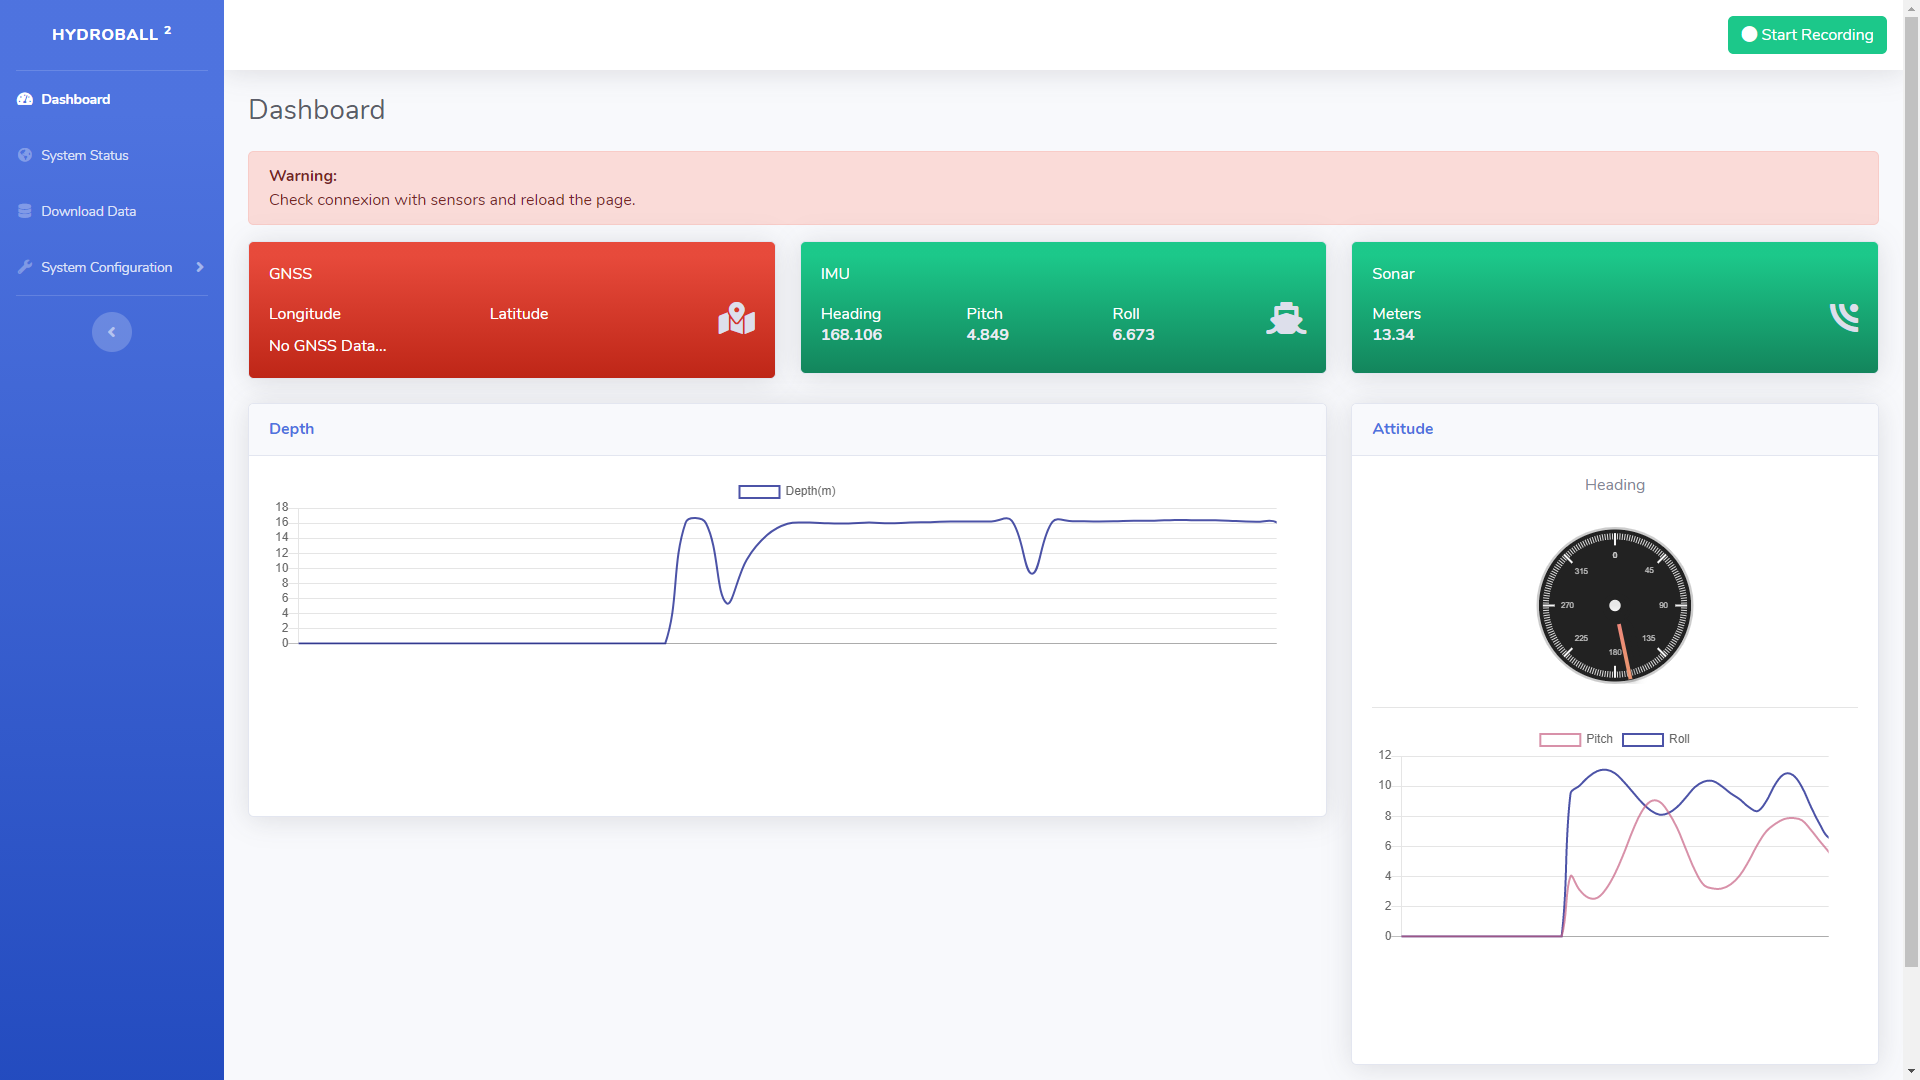 HYDROBALL 2
Start Recording
Dashboard
System Status
Download Data
System Configuration
Dashboard
Warning:
Check connexion with sensors and reload the page.
GNSS
Longitude Latitude
No GNSS Data...
IMU
Heading Pitch Roll
168.106 4.849 6.673
Sonar
Meters
13.34
Depth
Depth(m)
18
16
14
12
10
8
6
4
2
0
Attitude
Heading
0
315 45
270 90
225 135
180
Pitch Roll
12
10
8
6
4
2
0